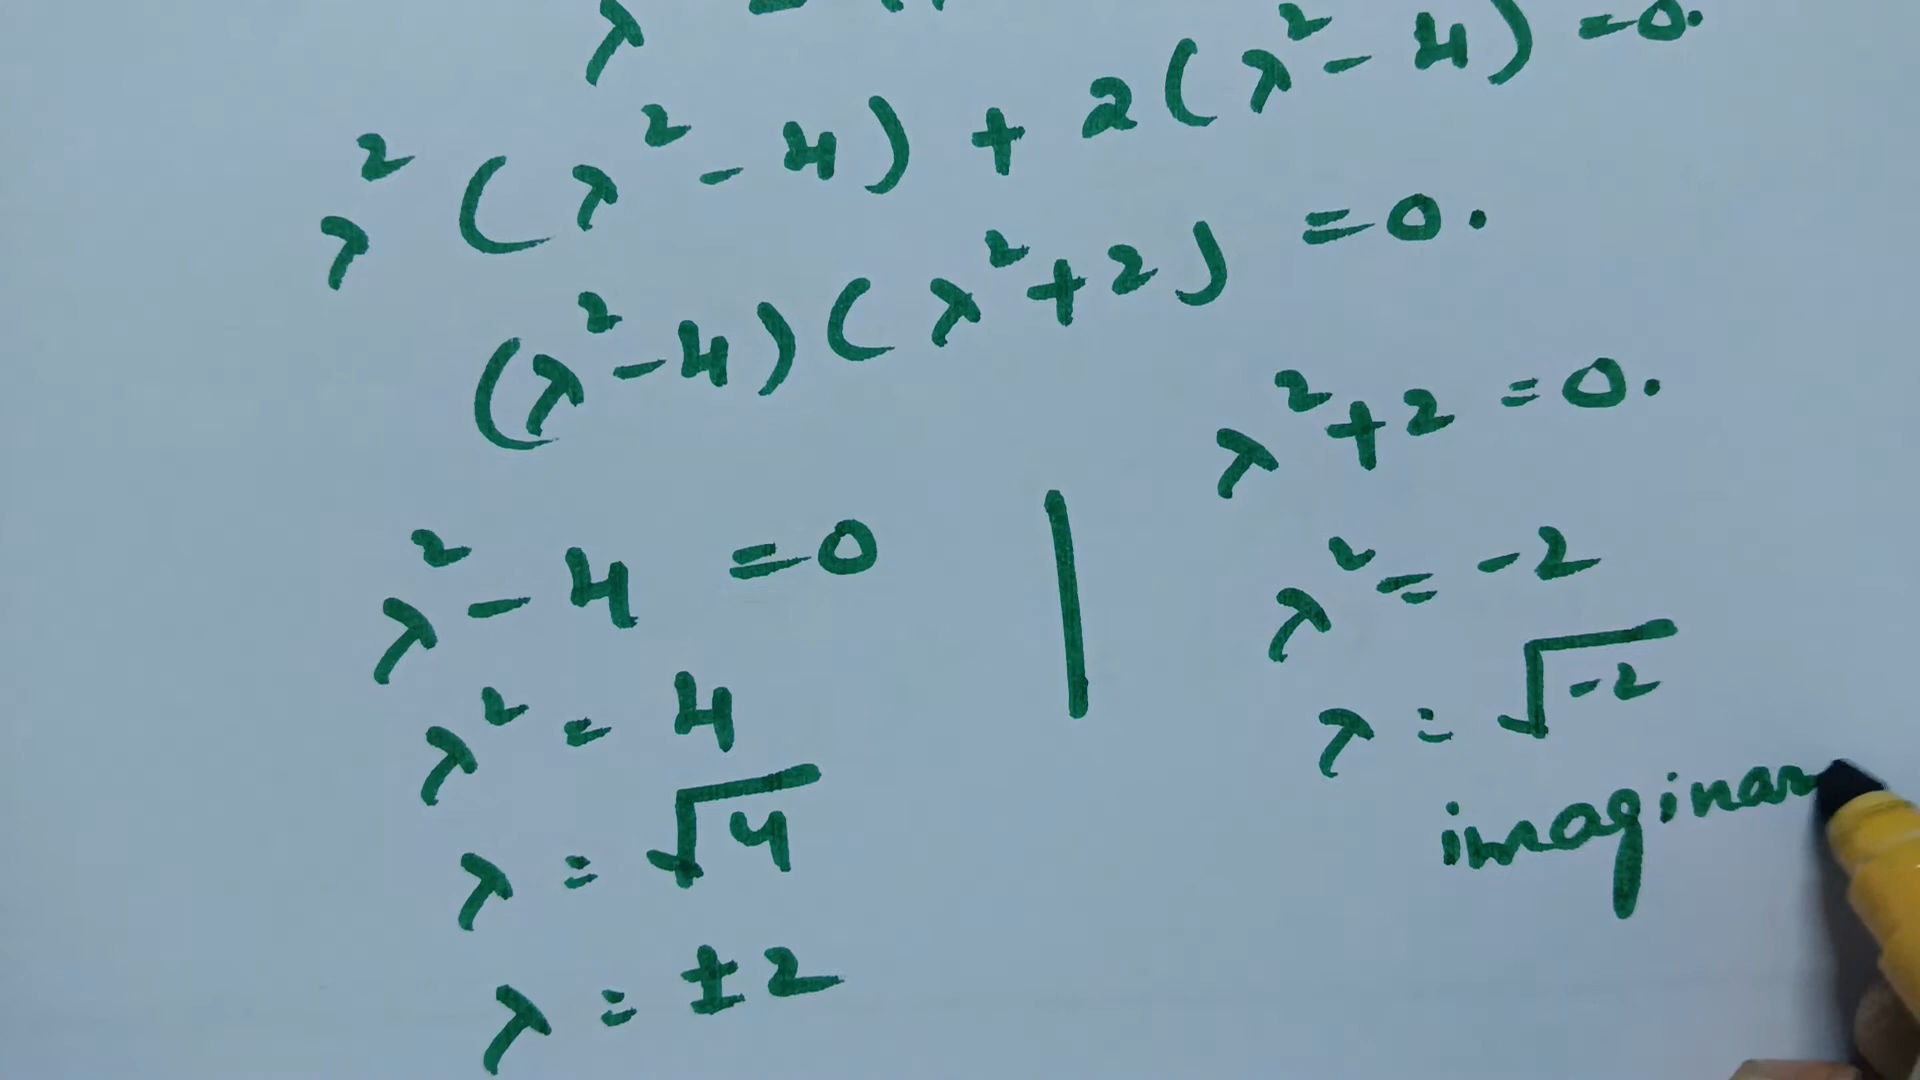 λ
λ² (λ² - 4) + 2(λ² - 4) = 0.
(λ² - 4)(λ² + 2) = 0.
λ² - 4 = 0
λ² = 4
λ = √4
λ = ±2
λ² + 2 = 0.
λ² = -2
λ = √-2
imaginar